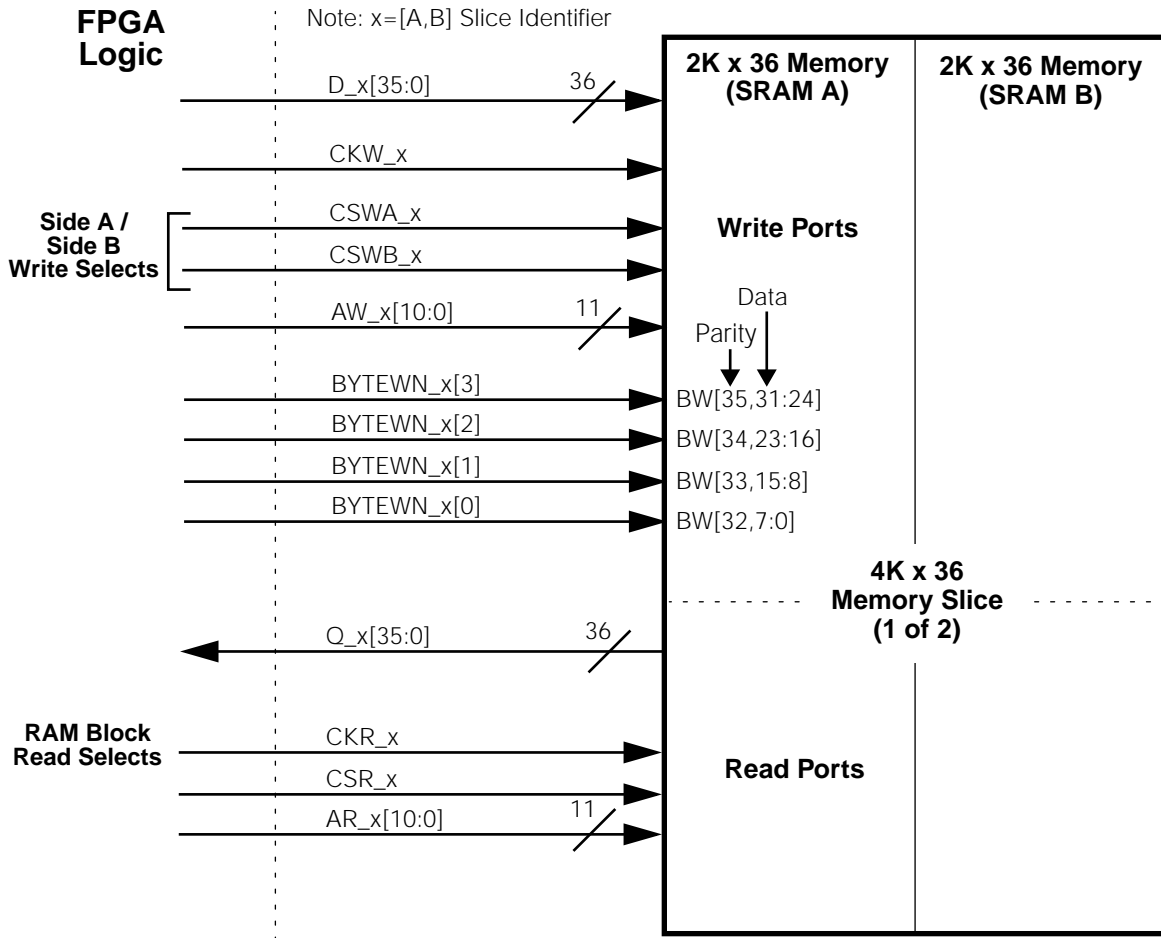 FPGA
Logic
Note: x=[A,B] Slice Identifier
2K x 36 Memory
(SRAM A)
2K x 36 Memory
(SRAM B)
D_x[35:0]
36
CKW_x
Side A /
Side B
Write Selects
CSWA_x
CSWB_x
Write Ports
AW_x[10:0]
11
Data
Parity
BYTEWN_x[3]
BW[35,31:24]
BYTEWN_x[2]
BW[34,23:16]
BYTEWN_x[1]
BW[33,15:8]
BYTEWN_x[0]
BW[32,7:0]
4K x 36
Memory Slice
(1 of 2)
Q_x[35:0]
36
RAM Block
Read Selects
CKR_x
CSR_x
AR_x[10:0]
11
Read Ports